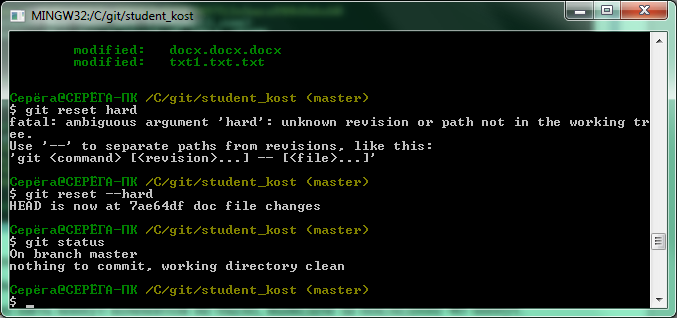 MINGW32:/C/git/student_kost
modified:   docx.docx.docx
modified:   txt1.txt.txt
Серёга@СЕРЁГА-ПК /C/git/student_kost (master)
$ git reset hard
fatal: ambiguous argument 'hard': unknown revision or path not in the working tr
ee.
Use '--' to separate paths from revisions, like this:
'git <command> [<revision>...] -- [<file>...]'
Серёга@СЕРЁГА-ПК /C/git/student_kost (master)
$ git reset --hard
HEAD is now at 7ae64df doc file changes
Серёга@СЕРЁГА-ПК /C/git/student_kost (master)
$ git status
On branch master
nothing to commit, working directory clean
Серёга@СЕРЁГА-ПК /C/git/student_kost (master)
$ _